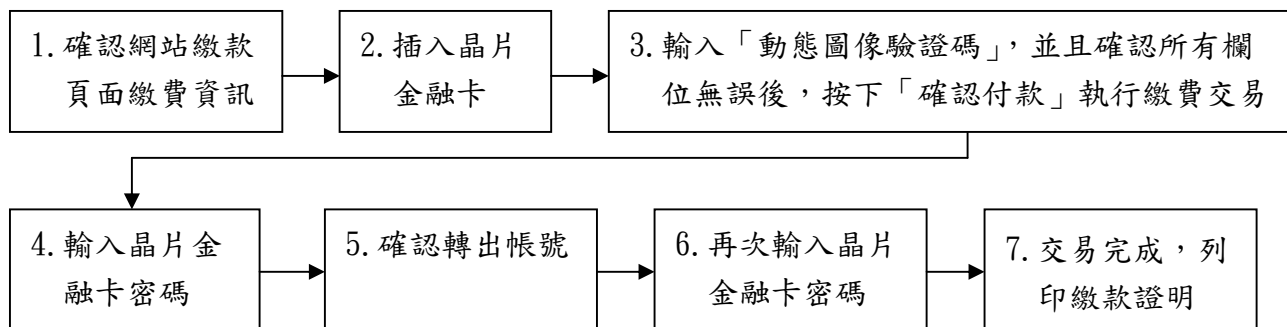 1.確認網站繳款
頁面繳費資訊
2.插入晶片
金融卡
3.輸入「動態圖像驗證碼」，並且確認所有欄
位無誤後，按下「確認付款」執行繳費交易
4.輸入晶片金
融卡密碼
5.確認轉出帳號
6.再次輸入晶片
金融卡密碼
7.交易完成，列
印繳款證明